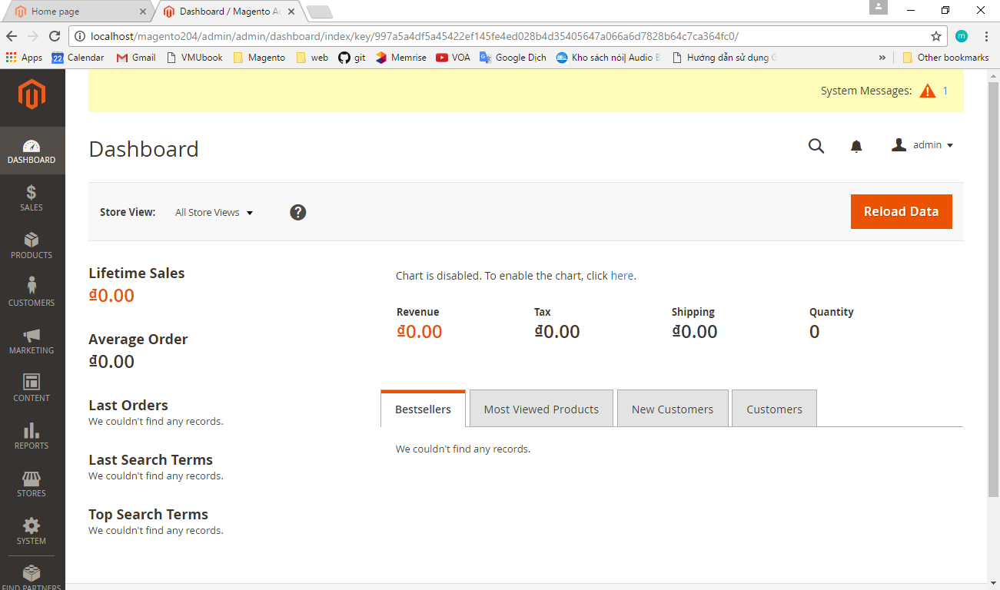 Home page
Dashboard / Magento Ac
localhost/magento204/admin/admin/dashboard/index/key/997a5a4df5a45422ef145fe4ed028b4d35405647a066a6d7828b64c7ca364fc0/
m
Apps 22 Calendar Gmail VMUbook Magento web git Memrise VOA Google Dịch Kho sách nói| Audio B Hướng dẫn sử dụng G » Other bookmarks
System Messages: 1
Dashboard
admin
DASHBOARD
SALES
PRODUCTS
CUSTOMERS
MARKETING
CONTENT
REPORTS
STORES
SYSTEM
FIND PARTNERS
Store View: All Store Views ?
Reload Data
Lifetime Sales
₫0.00
Average Order
₫0.00
Last Orders
We couldn't find any records.
Last Search Terms
We couldn't find any records.
Top Search Terms
We couldn't find any records.
Chart is disabled. To enable the chart, click here.
Revenue Tax Shipping Quantity
₫0.00 ₫0.00 ₫0.00 0
Bestsellers Most Viewed Products New Customers Customers
We couldn't find any records.